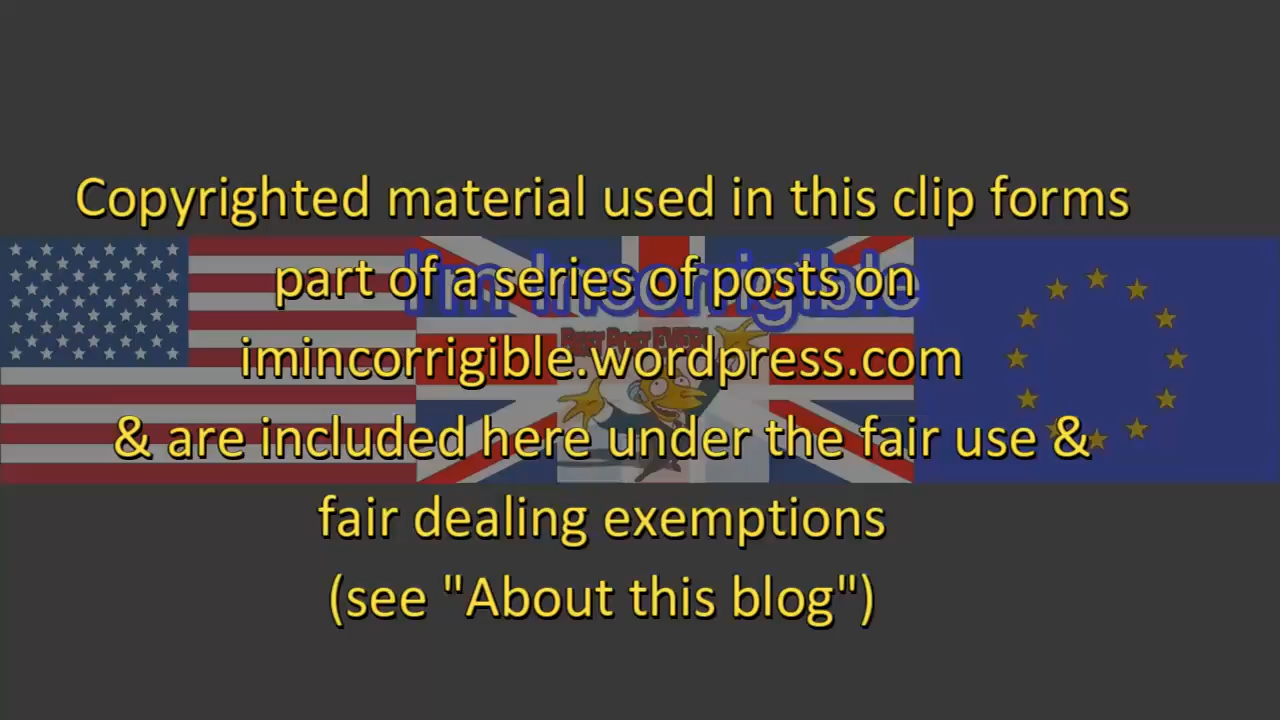 Copyrighted material used in this clip forms
part of a series of posts on
I'm Incorrigible
imincorrigible.wordpress.com
& are included here under the fair use &
fair dealing exemptions
(see "About this blog")